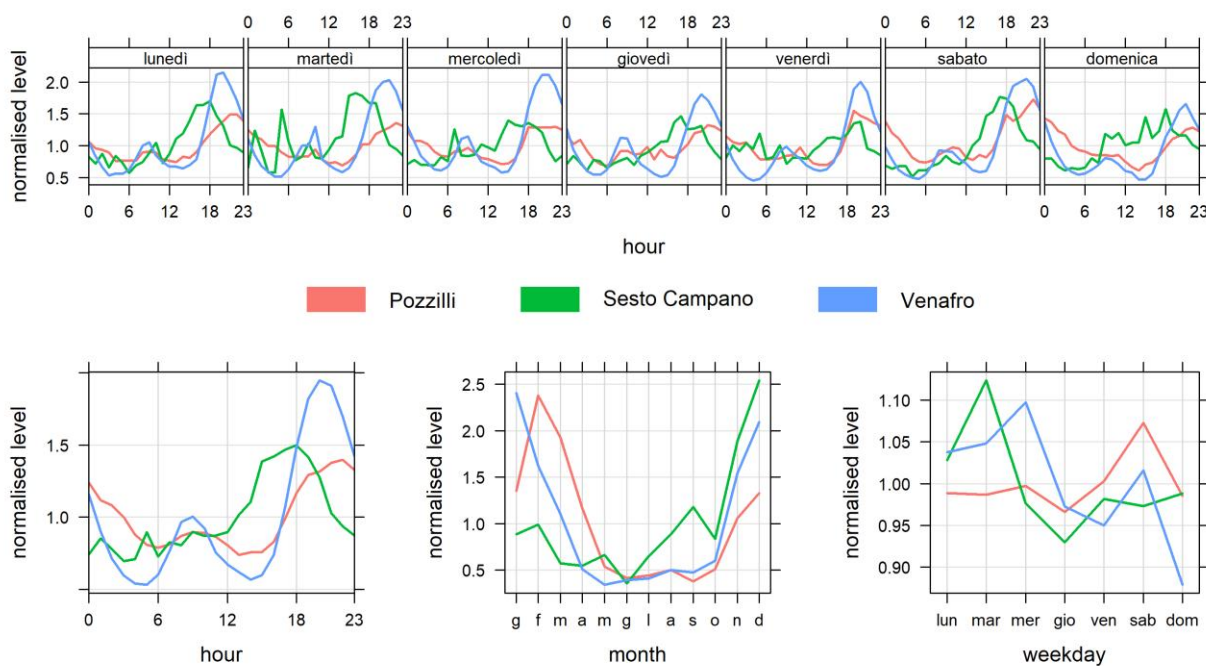 0 6 12 18 23 0 6 12 18 23 0 6 12 18 23
lunedì martedì mercoledì giovedì venerdì sabato domenica
normalised level
2.0
1.5
1.0
0.5
0 6 12 18 23 0 6 12 18 23 0 6 12 18 23 0 6 12 18 23
hour
Pozzilli Sesto Campano Venafro
normalised level
1.5
1.0
0 6 12 18 23
hour
normalised level
2.5
2.0
1.5
1.0
0.5
g f m a m g l a s o n d
month
normalised level
1.10
1.05
1.00
0.95
0.90
lun mar mer gio ven sab dom
weekday